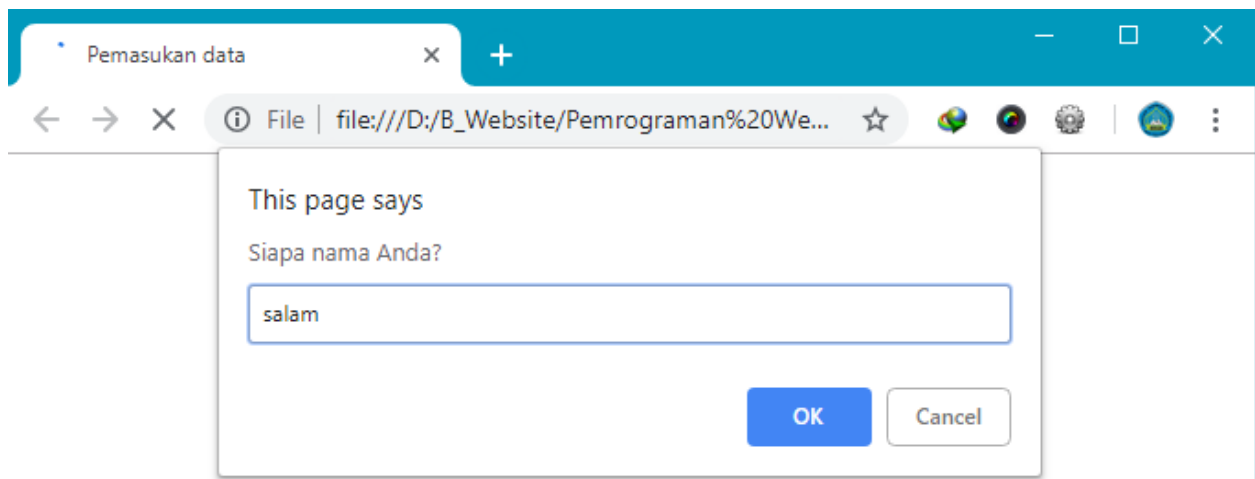 Pemasukan data
File | file:///D:/B_Website/Pemrograman%20We...
This page says
Siapa nama Anda?
salam
OK Cancel